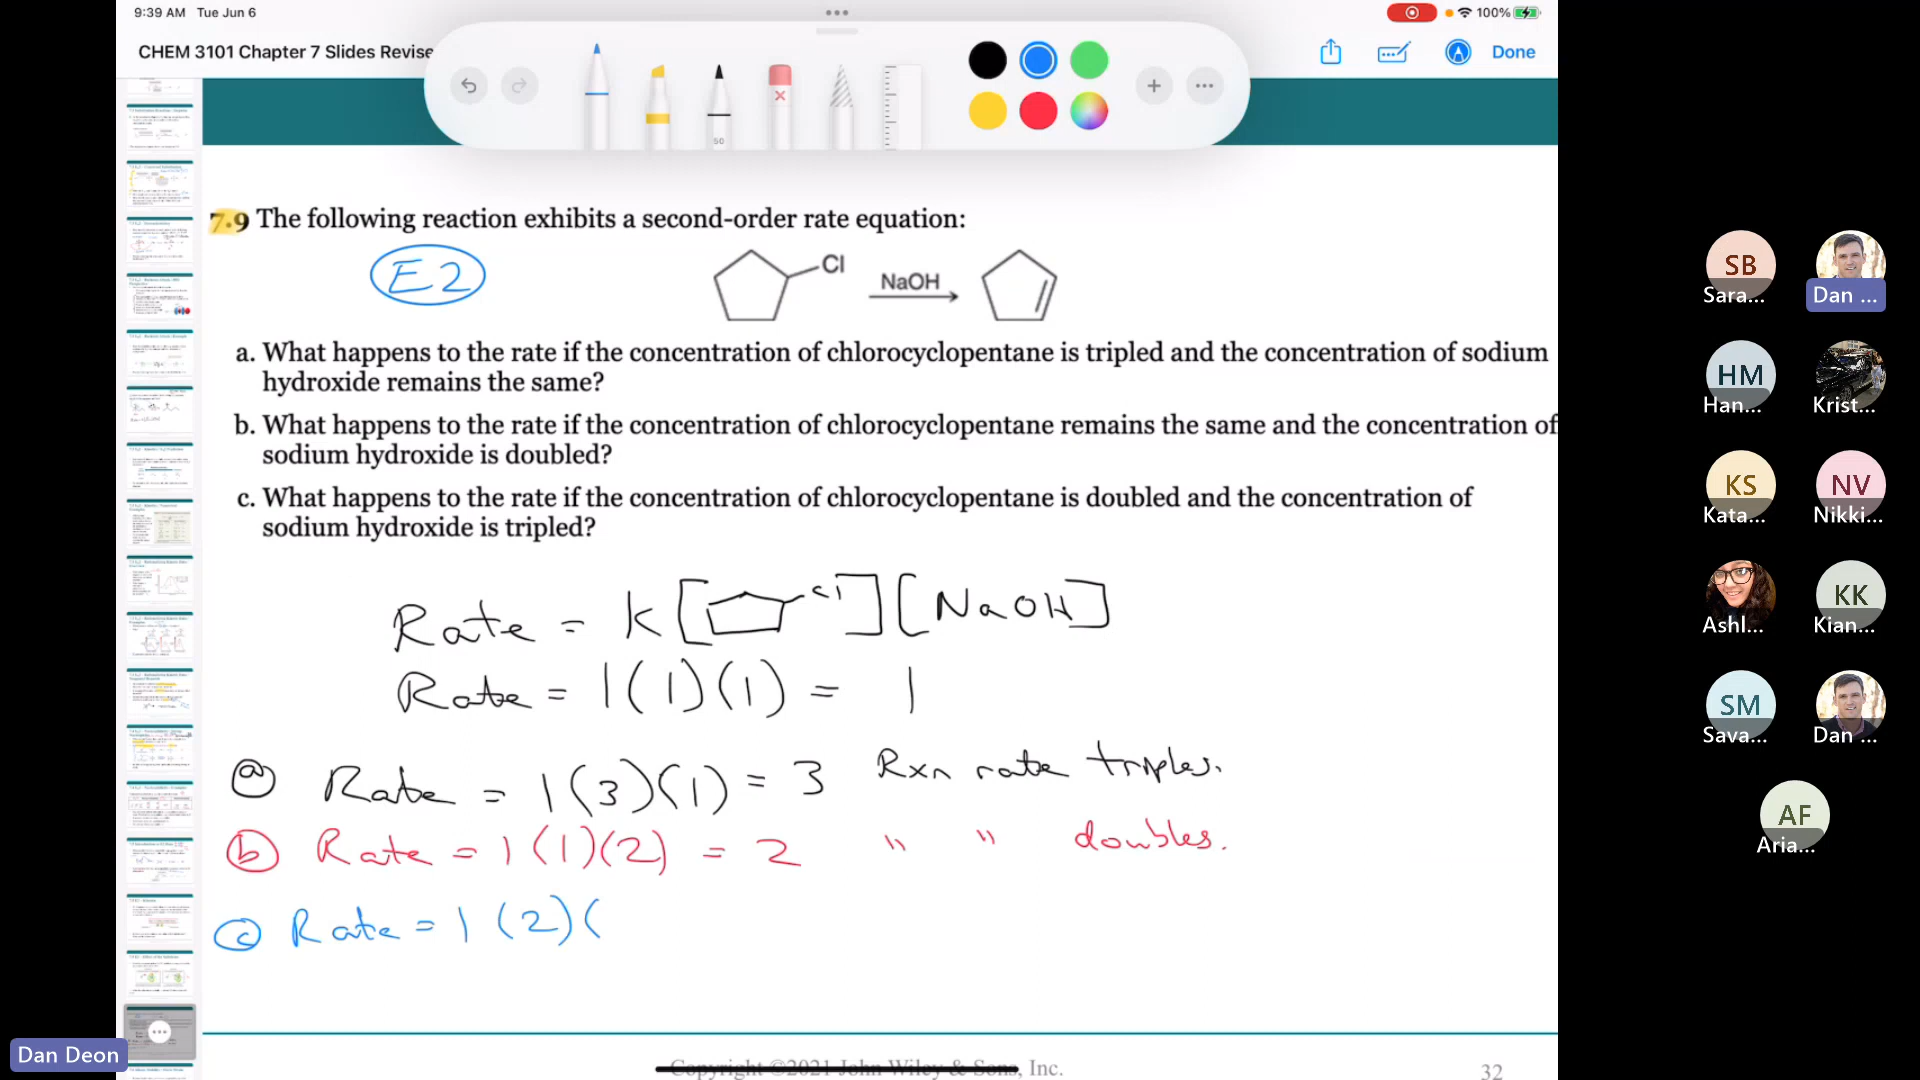 9:39 AM Tue Jun 6
100%
CHEM 3101 Chapter 7 Slides Revise
50
Done
7.9 The following reaction exhibits a second-order rate equation:
E2
Cl
NaOH
a. What happens to the rate if the concentration of chlorocyclopentane is tripled and the concentration of sodium
hydroxide remains the same?
b. What happens to the rate if the concentration of chlorocyclopentane remains the same and the concentration of
sodium hydroxide is doubled?
c. What happens to the rate if the concentration of chlorocyclopentane is doubled and the concentration of
sodium hydroxide is tripled?
Rate = k [ Cl ] [NaOH]
Rate = 1 (1) (1) = 1
a Rate = 1 (3) (1) = 3 Rxn rate triples.
b Rate = 1 (1) (2) = 2 " " doubles.
c Rate = 1 (2) (
Copyright ©2021 John Wiley & Sons, Inc.
32
SB
Sara...
Dan ...
HM
Han...
Krist...
KS
Kata...
NV
Nikki...
Ashl...
KK
Kian...
SM
Sava...
Dan ...
AF
Aria...
Dan Deon